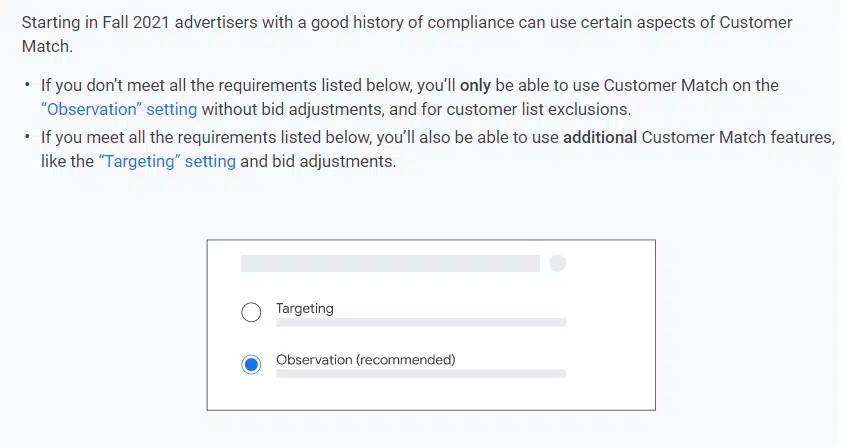 Starting in Fall 2021 advertisers with a good history of compliance can use certain aspects of Customer
Match.
• If you don’t meet all the requirements listed below, you’ll only be able to use Customer Match on the
“Observation” setting without bid adjustments, and for customer list exclusions.
• If you meet all the requirements listed below, you’ll also be able to use additional Customer Match features,
like the “Targeting” setting and bid adjustments.
Targeting
Observation (recommended)